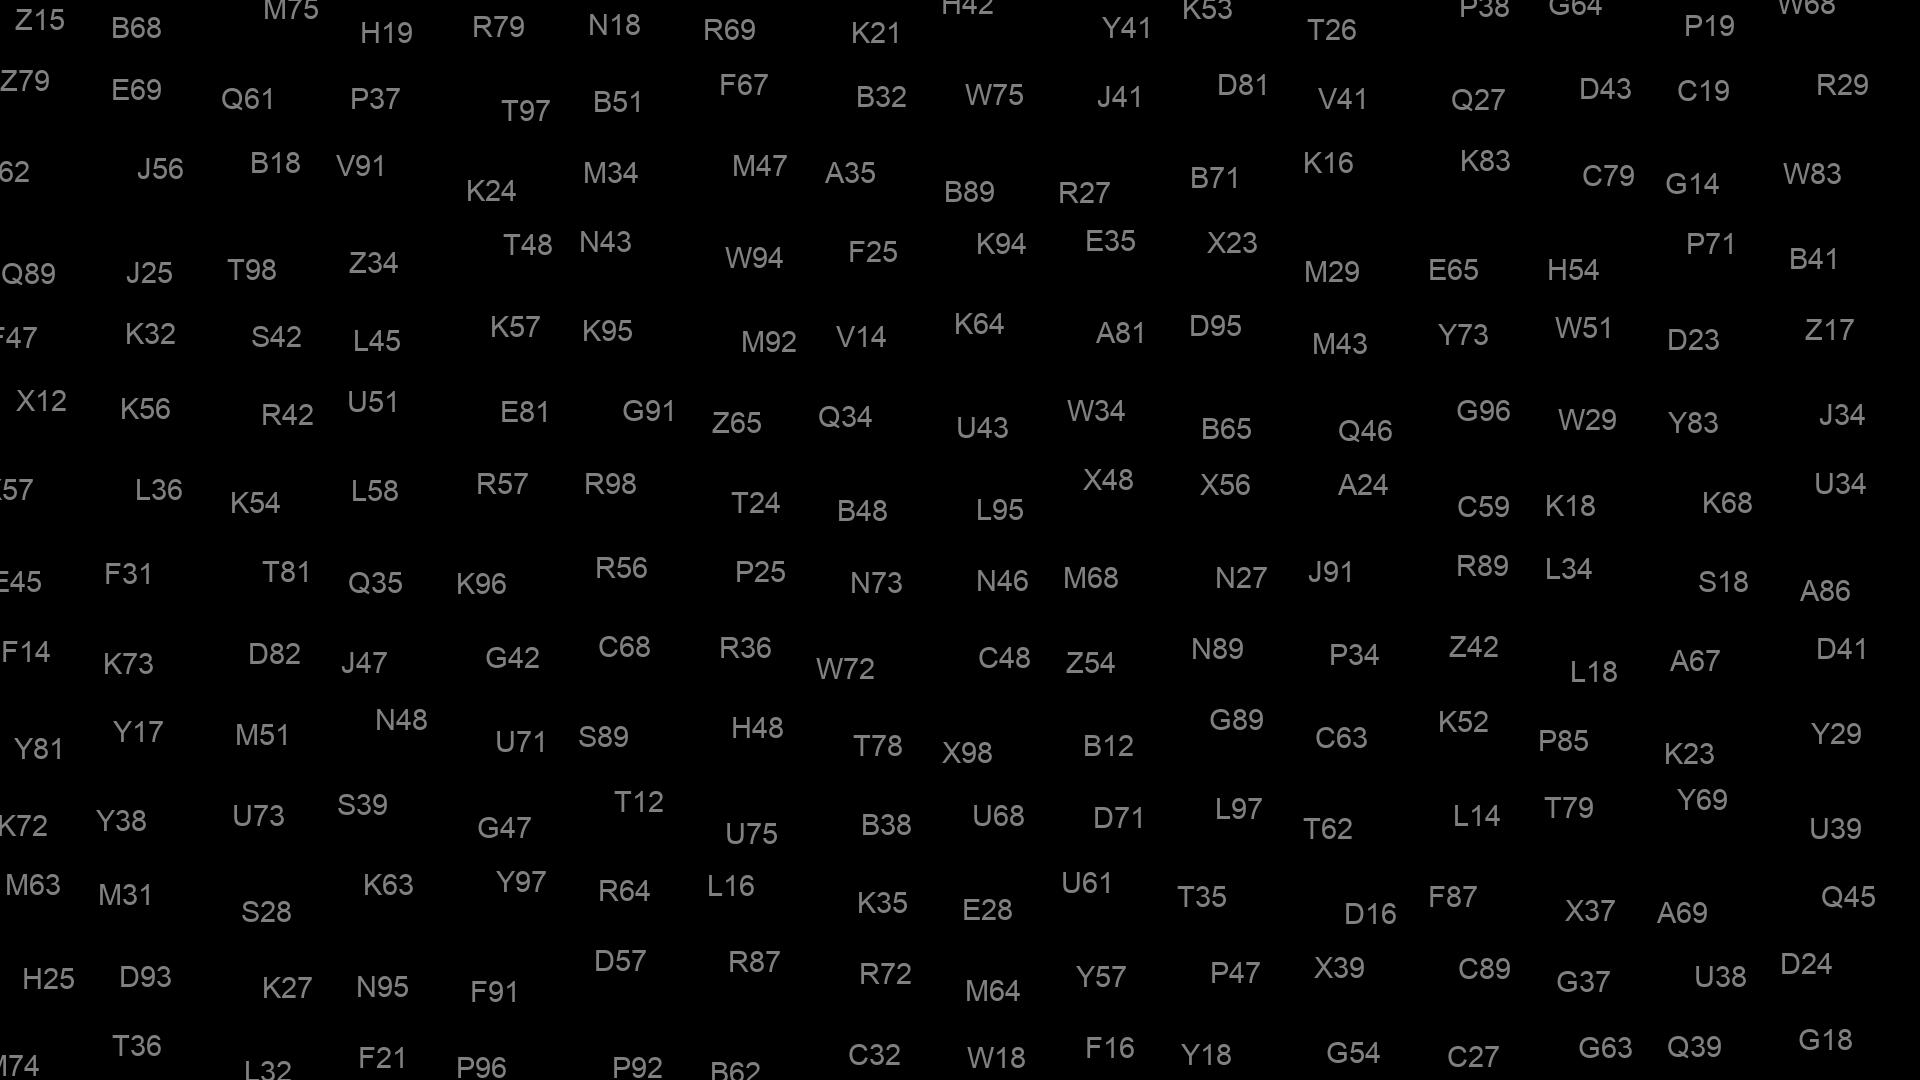 Z15 B68 M75 H19 R79 N18 R69 K21 H42 Y41 K53 T26 P38 G64 P19 W68
Z79 E69 Q61 P37 T97 B51 F67 B32 W75 J41 D81 V41 Q27 D43 C19 R29
62 J56 B18 V91 K24 M34 M47 A35 B89 R27 B71 K16 K83 C79 G14 W83
Q89 J25 T98 Z34 T48 N43 W94 F25 K94 E35 X23 M29 E65 H54 P71 B41
F47 K32 S42 L45 K57 K95 M92 V14 K64 A81 D95 M43 Y73 W51 D23 Z17
X12 K56 R42 U51 E81 G91 Z65 Q34 U43 W34 B65 Q46 G96 W29 Y83 J34
57 L36 K54 L58 R57 R98 T24 B48 L95 X48 X56 A24 C59 K18 K68 U34
E45 F31 T81 Q35 K96 R56 P25 N73 N46 M68 N27 J91 R89 L34 S18 A86
F14 K73 D82 J47 G42 C68 R36 W72 C48 Z54 N89 P34 Z42 L18 A67 D41
Y81 Y17 M51 N48 U71 S89 H48 T78 X98 B12 G89 C63 K52 P85 K23 Y29
K72 Y38 U73 S39 G47 T12 U75 B38 U68 D71 L97 T62 L14 T79 Y69 U39
M63 M31 S28 K63 Y97 R64 L16 K35 E28 U61 T35 D16 F87 X37 A69 Q45
H25 D93 K27 N95 F91 D57 R87 R72 M64 Y57 P47 X39 C89 G37 U38 D24
M74 T36 L32 F21 P96 P92 B62 C32 W18 F16 Y18 G54 C27 G63 Q39 G18